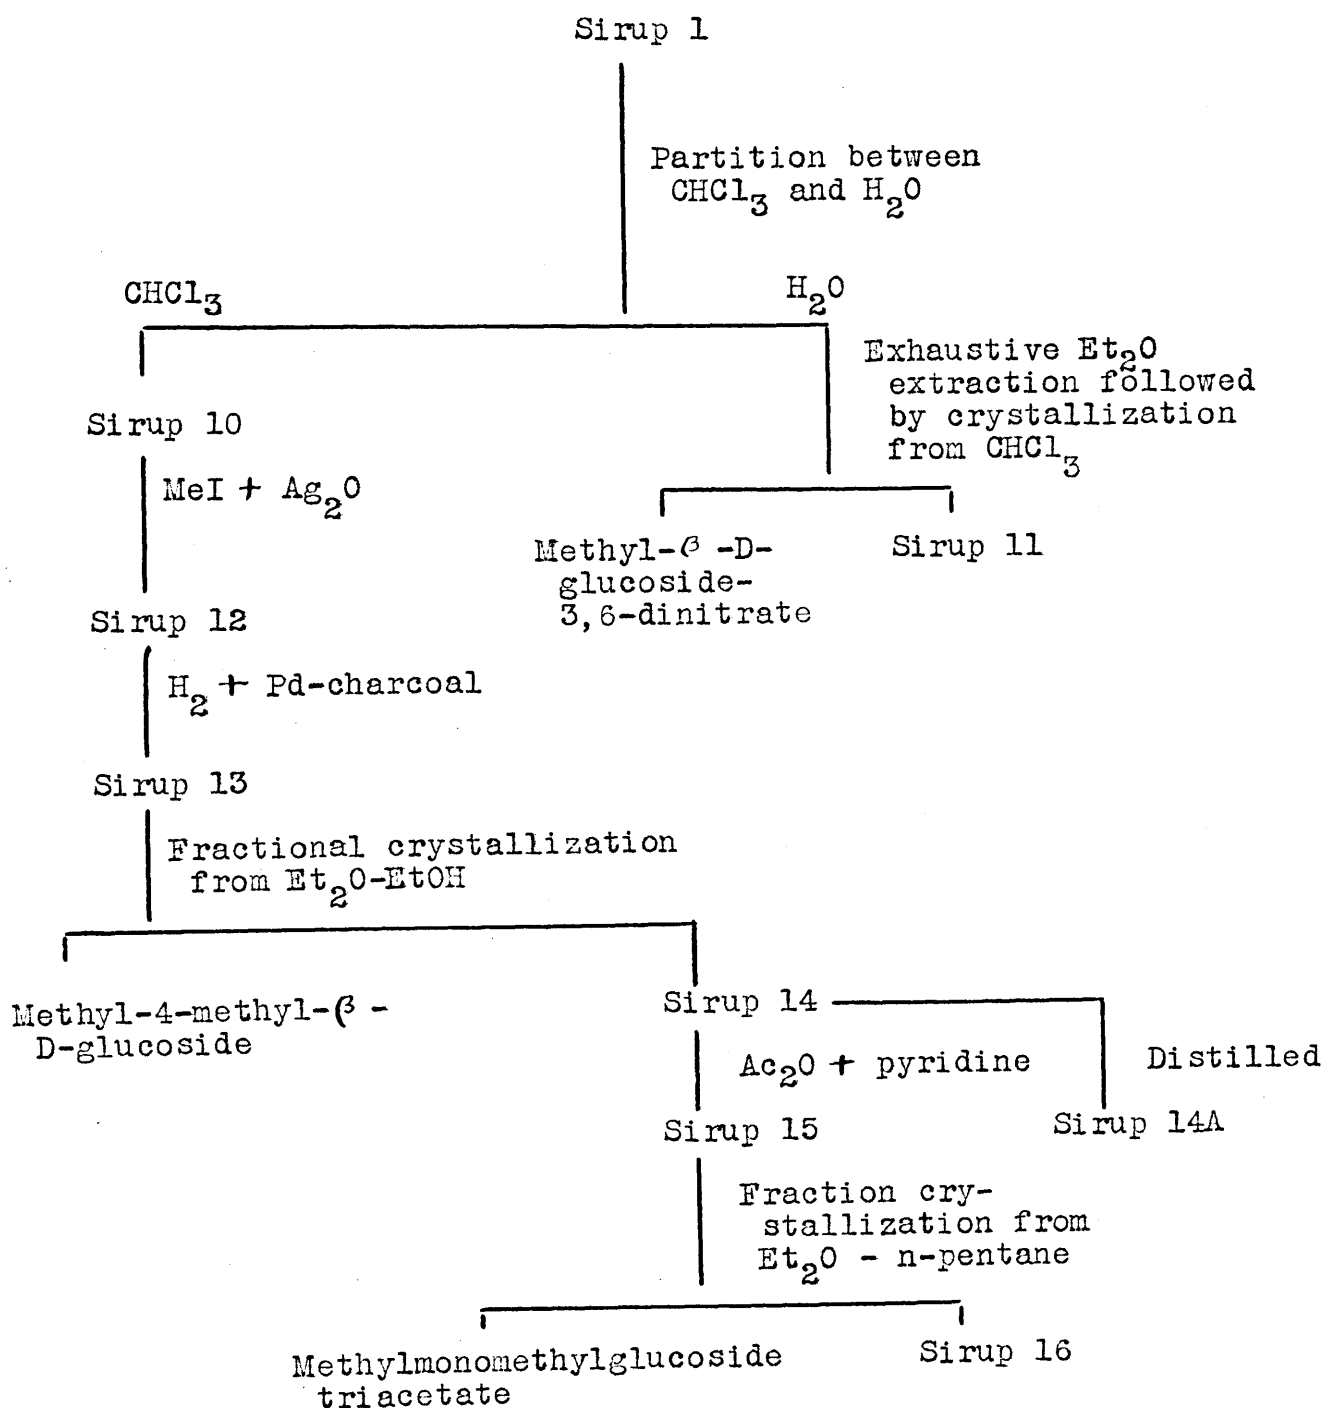 Sirup 1
Partition between
CHCl₃ and H₂O
CHCl₃
H₂O
Exhaustive Et₂O
extraction followed
by crystallization
from CHCl₃
Sirup 10
MeI + Ag₂O
Methyl-β -D-
glucoside-
3,6-dinitrate
Sirup 11
Sirup 12
H₂ + Pd-charcoal
Sirup 13
Fractional crystallization
from Et₂O-EtOH
Methyl-4-methyl-β -
D-glucoside
Sirup 14
Ac₂O + pyridine
Distilled
Sirup 15
Sirup 14A
Fraction cry-
stallization from
Et₂O - n-pentane
Methylmonomethylglucoside
triacetate
Sirup 16